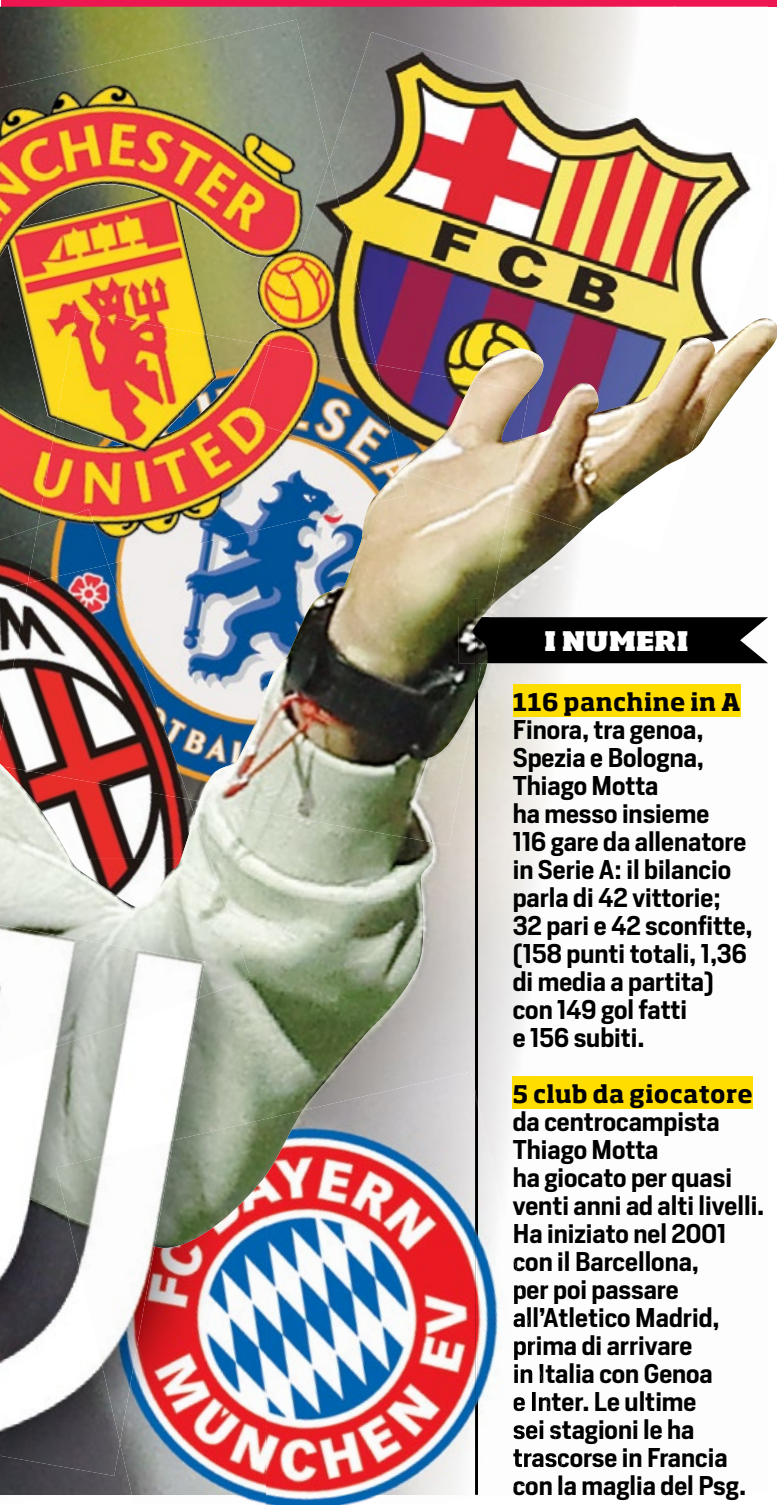 NCHESTER
UNITED
FCB
LSEA
OTBA
M
FC BAYERN
MÜNCHEN EV
I NUMERI
116 panchine in A
Finora, tra genoa,
Spezia e Bologna,
Thiago Motta
ha messo insieme
116 gare da allenatore
in Serie A: il bilancio
parla di 42 vittorie;
32 pari e 42 sconfitte,
(158 punti totali, 1,36
di media a partita)
con 149 gol fatti
e 156 subiti.
5 club da giocatore
da centrocampista
Thiago Motta
ha giocato per quasi
venti anni ad alti livelli.
Ha iniziato nel 2001
con il Barcellona,
per poi passare
all'Atletico Madrid,
prima di arrivare
in Italia con Genoa
e Inter. Le ultime
sei stagioni le ha
trascorse in Francia
con la maglia del Psg.